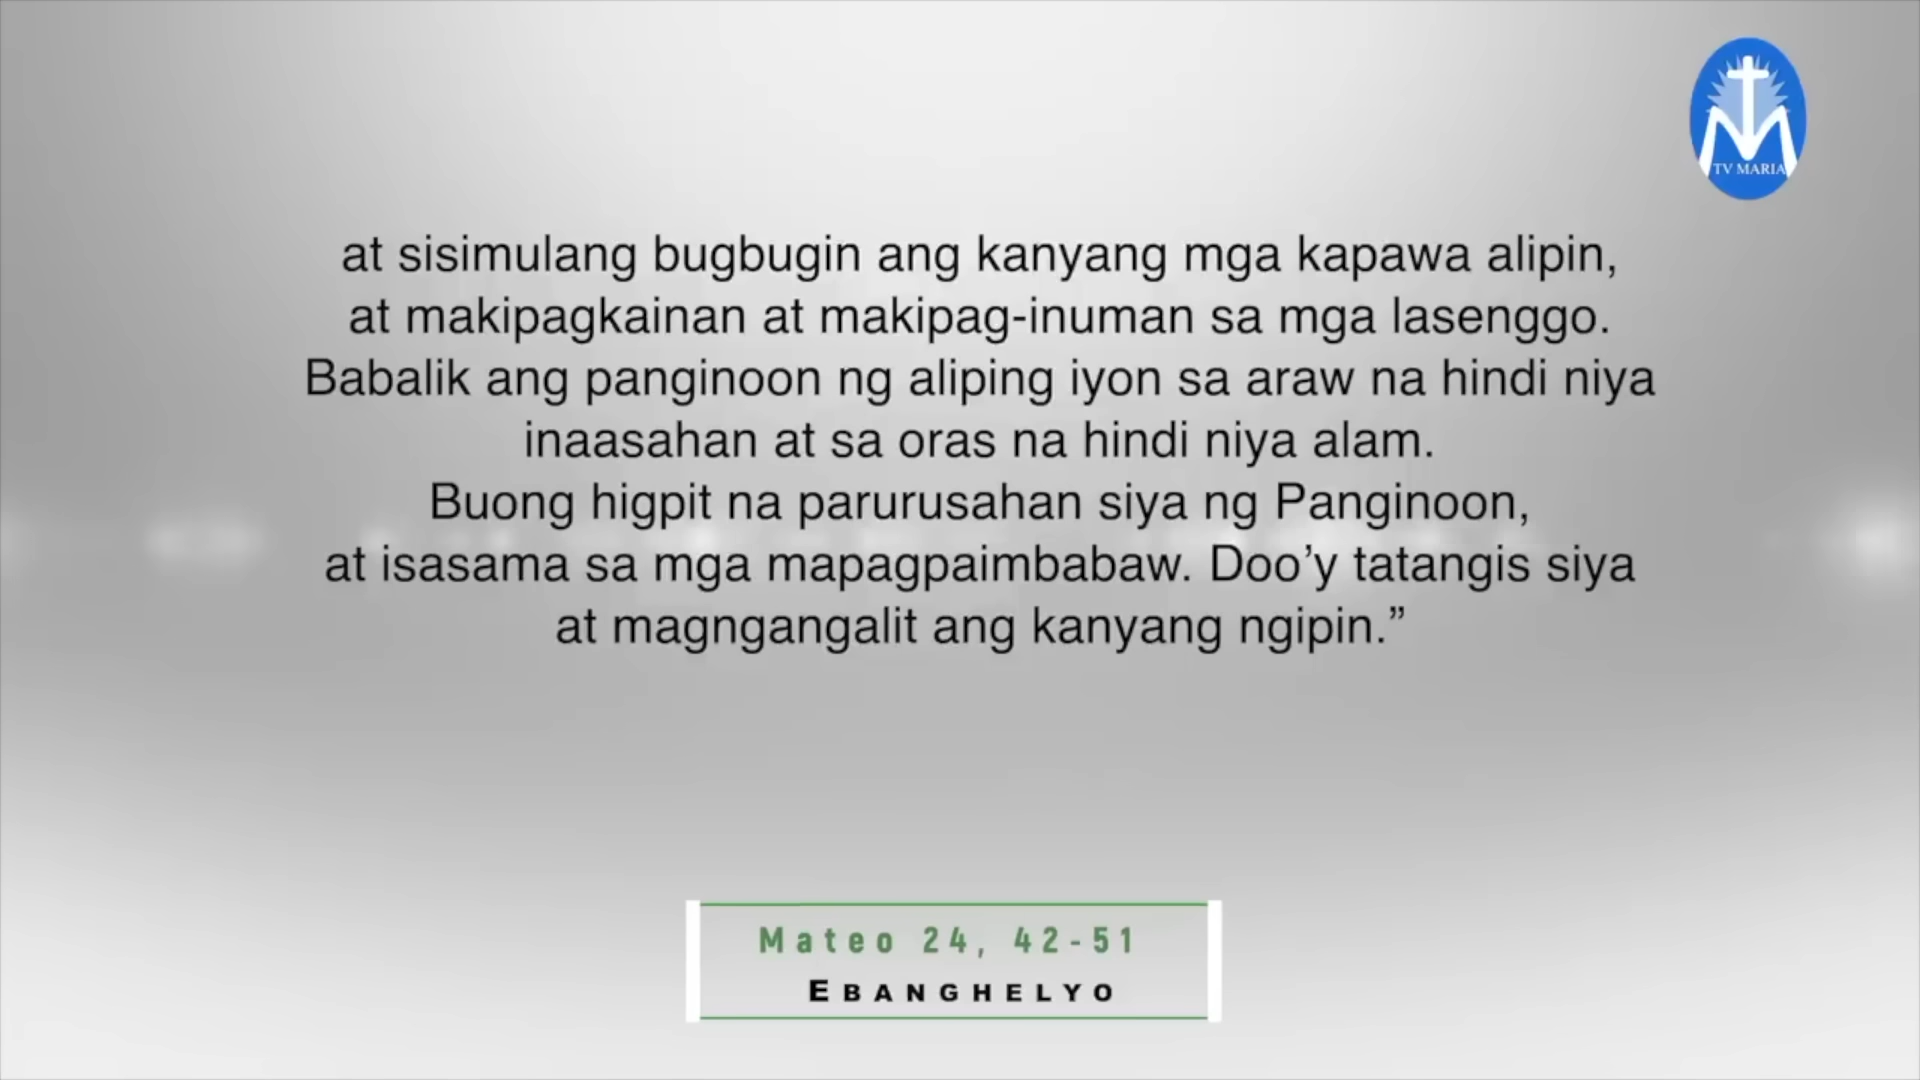 TV MARIA
at sisimulang bugbugin ang kanyang mga kapawa alipin,
at makipagkainan at makipag-inuman sa mga lasenggo.
Babalik ang panginoon ng aliping iyon sa araw na hindi niya
inaasahan at sa oras na hindi niya alam.
Buong higpit na parurusahan siya ng Panginoon,
at isasama sa mga mapagpaimbabaw. Doo’y tatangis siya
at magngangalit ang kanyang ngipin.”
Mateo 24, 42-51
EBANGHELYO